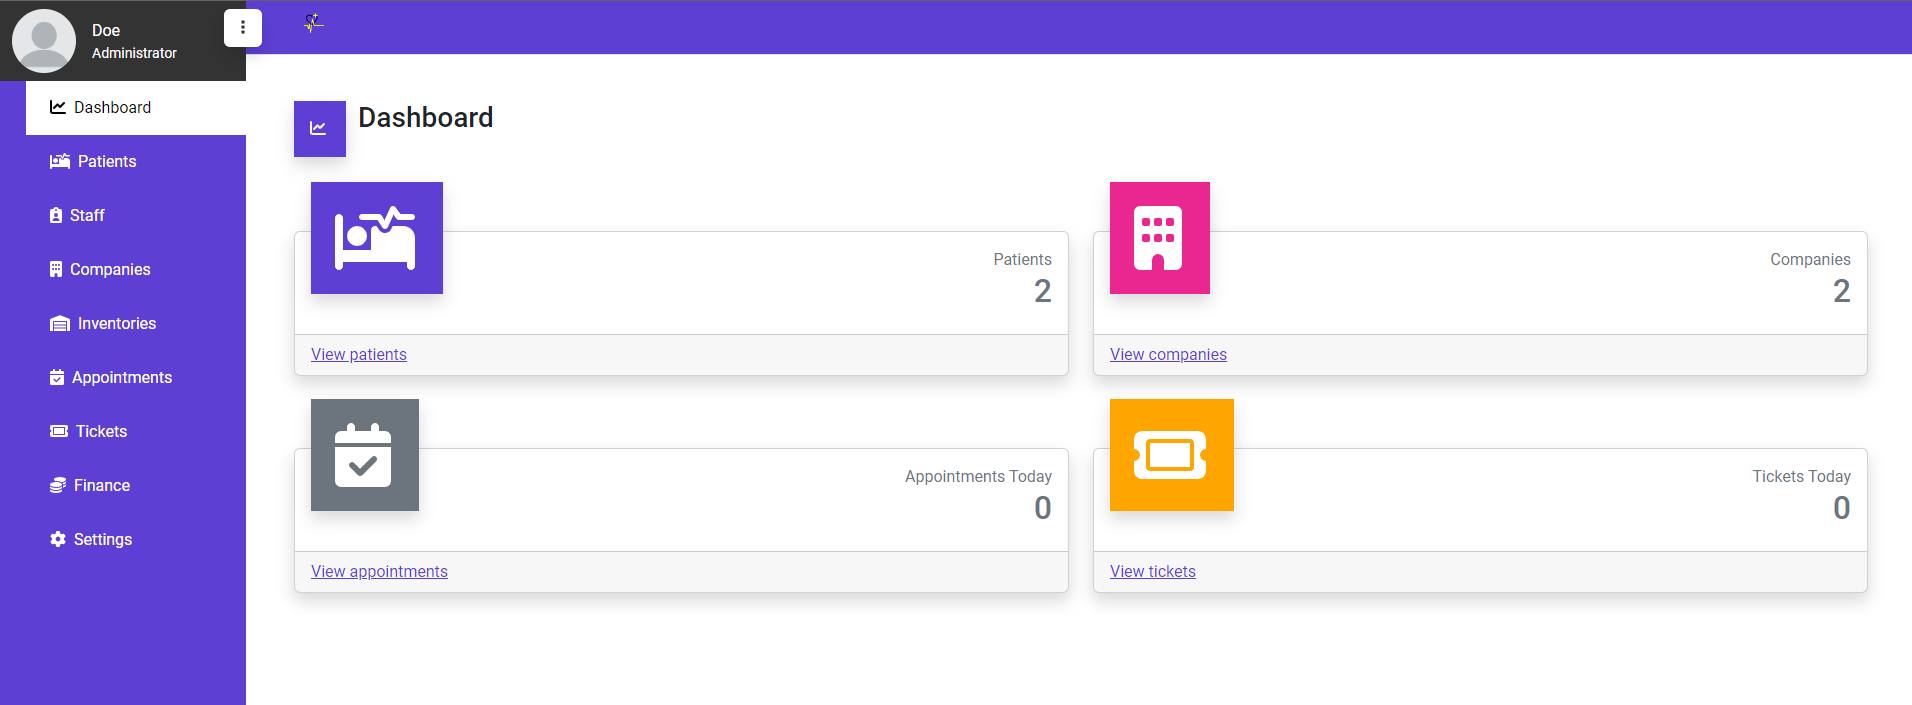 Doe
Administrator
Dashboard
Patients
Staff
Companies
Inventories
Appointments
Tickets
Finance
Settings
Dashboard
Patients
2
View patients
Companies
2
View companies
Appointments Today
0
View appointments
Tickets Today
0
View tickets